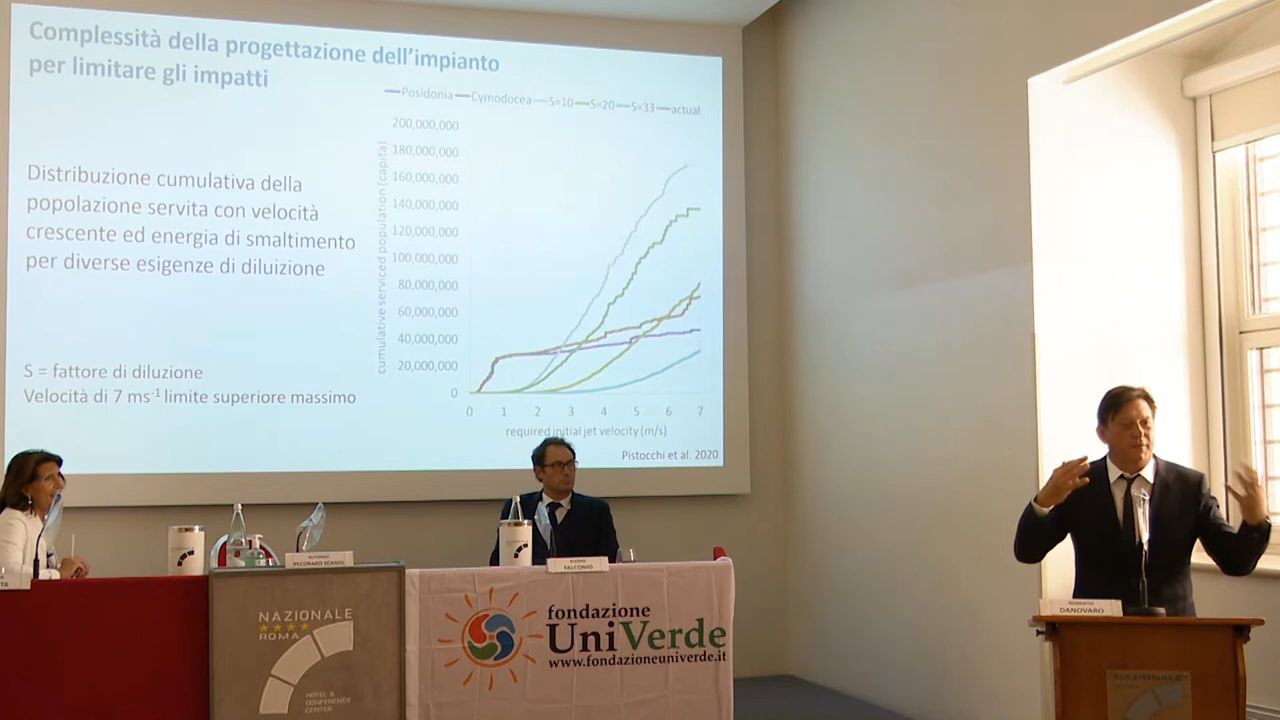 Complessità della progettazione dell'impianto
per limitare gli impatti
Distribuzione cumulativa della
popolazione servita con velocità
crescente ed energia di smaltimento
per diverse esigenze di diluizione
S = fattore di diluizione
Velocità di 7 ms-1 limite superiore massimo
Posidonia Cymodocea S=10 S=20 S=33 actual
cumulative serviced population (capita)
200,000,000
180,000,000
160,000,000
140,000,000
120,000,000
100,000,000
80,000,000
60,000,000
40,000,000
20,000,000
0
0 1 2 3 4 5 6 7
required initial jet velocity (m/s)
Pistocchi et al. 2020
ALFONSO
PECORARO SCANIO
FALCONIO
ROBERTO
DANOVARO
NAZIONALE
ROMA
HOTEL &
CONFERENCE
CENTER
fondazione
UniVerde
www.fondazioneuniverde.it
NAZIONALE